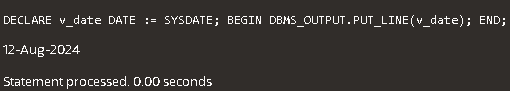 DECLARE v_date DATE := SYSDATE; BEGIN DBMS_OUTPUT.PUT_LINE(v_date); END;
12-Aug-2024
Statement processed. 0.00 seconds